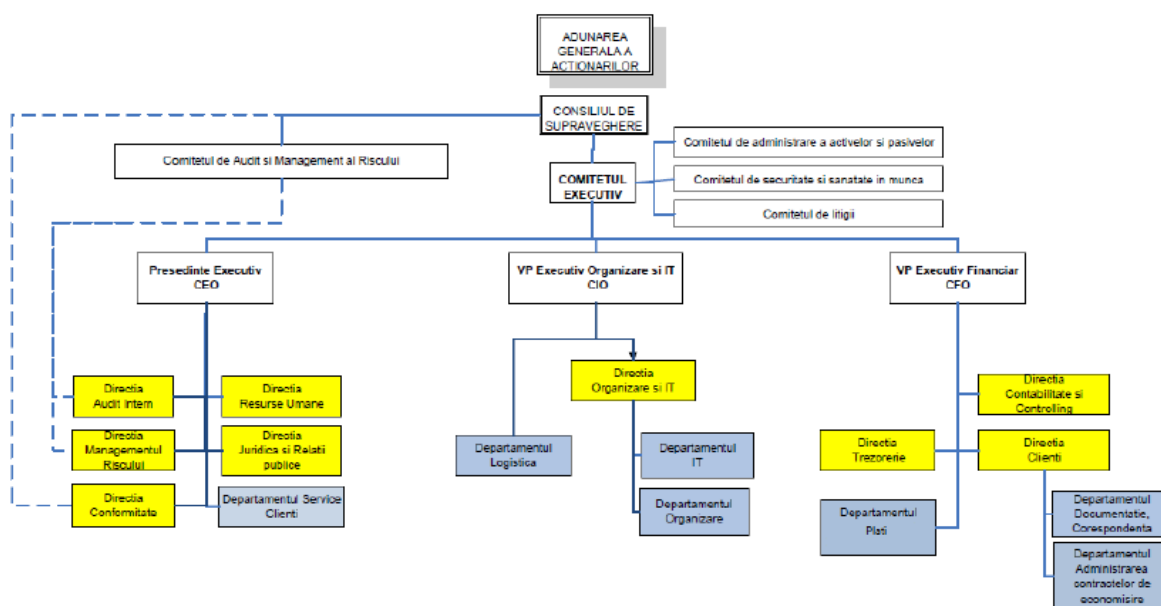 ADUNAREA
GENERALA A
ACTIONARILOR
CONSILIUL DE
SUPRAVEGHERE
Comitetul de administrare a activelor si pasivelor
Comitetul de Audit si Management al Riscului
COMITETUL
EXECUTIV
Comitetul de securitate si sanatate in munca
Comitetul de litigii
Presedinte Executiv
CEO
VP Executiv Organizare si IT
CIO
VP Executiv Financiar
CFO
Directia
Audit Intern
Directia
Resurse Umane
Directia
Organizare si IT
Directia
Contabilitate si
Controlling
Directia
Managementul
Riscului
Directia
Juridica si Relatii
publice
Departamentul
Logistica
Departamentul
IT
Directia
Trezorerie
Directia
Clienti
Directia
Conformitate
Departamentul Service
Clienti
Departamentul
Organizare
Departamentul
Plati
Departamentul
Documentatie,
Corespondenta
Departamentul
Administrarea
contractelor de
economisire